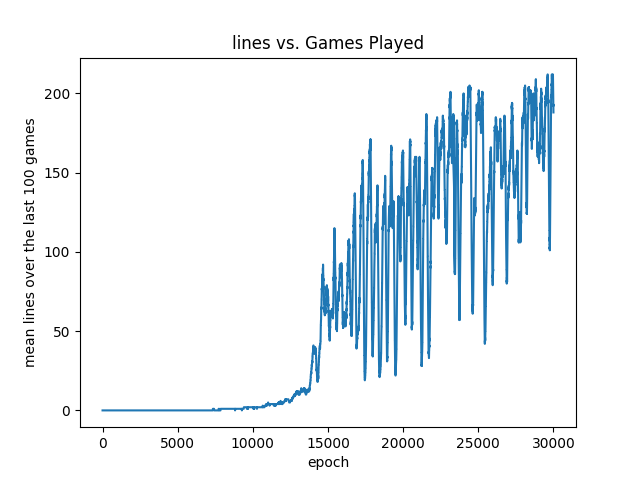 lines vs. Games Played
mean lines over the last 100 games
200
150
100
50
0
0 5000 10000 15000 20000 25000 30000
epoch